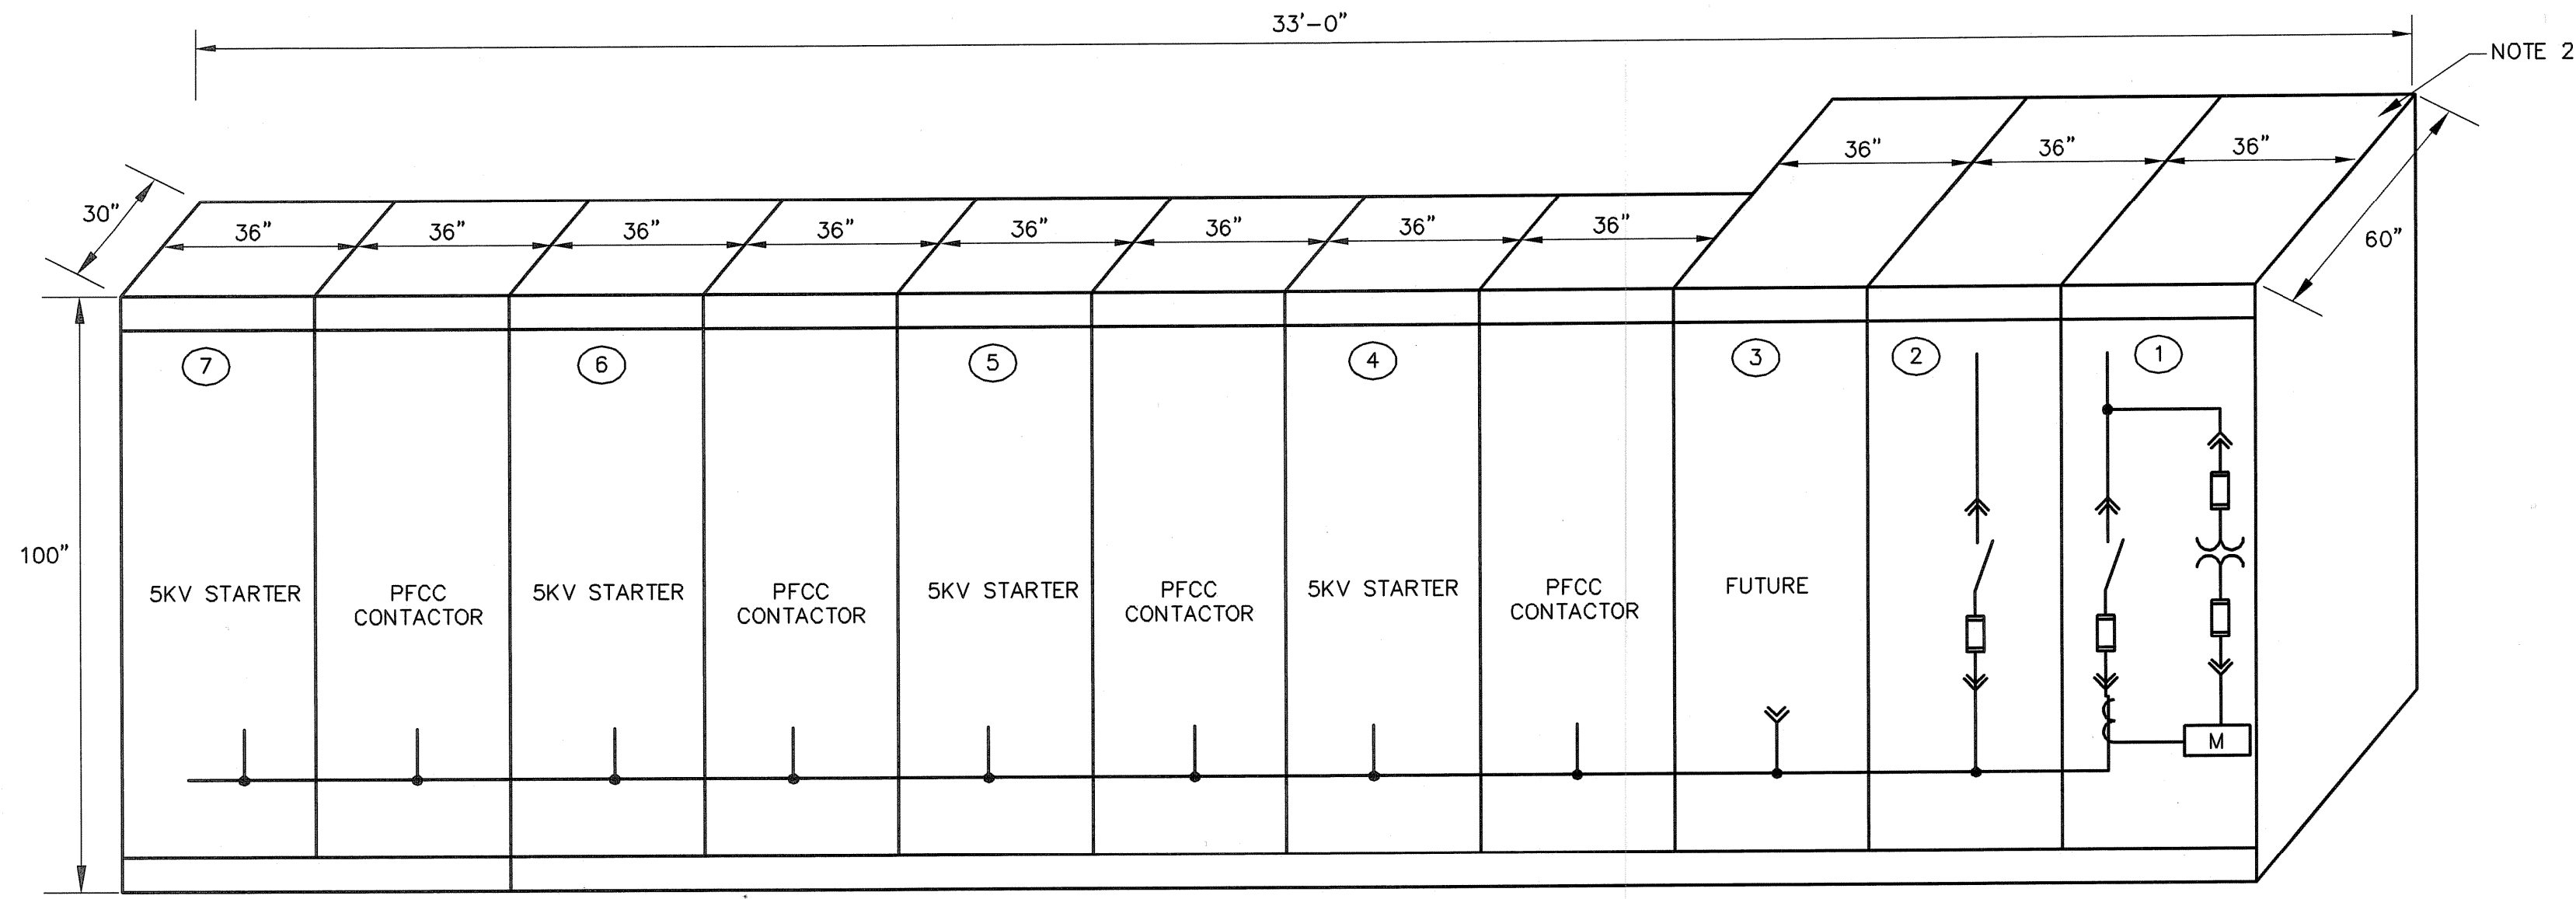 33'-0"
NOTE 2
36"
36"
36"
30"
36"
36"
36"
36"
36"
36"
36"
36"
60"
100"
7
6
5
4
3
2
1
5KV STARTER
PFCC
CONTACTOR
5KV STARTER
PFCC
CONTACTOR
5KV STARTER
PFCC
CONTACTOR
5KV STARTER
PFCC
CONTACTOR
FUTURE
M